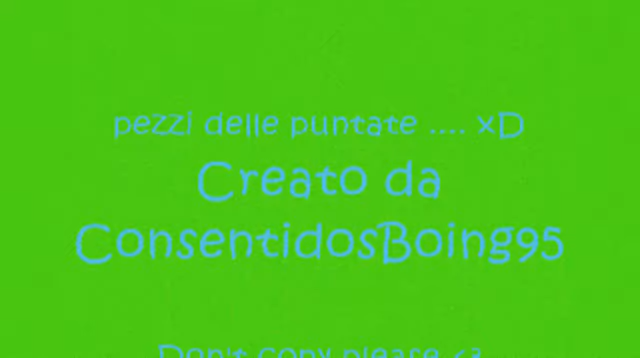 pezzi delle puntate .... xD
Creato da
ConsentidosBoing95
Don't copy please <3